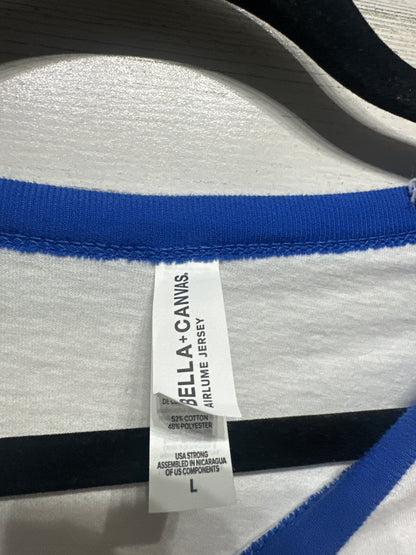 BELLA+CANVAS.
AIRLUME JERSEY
52% COTTON
48% POLYESTER
USA STRONG
ASSEMBLED IN NICARAGUA
OF US COMPONENTS
L